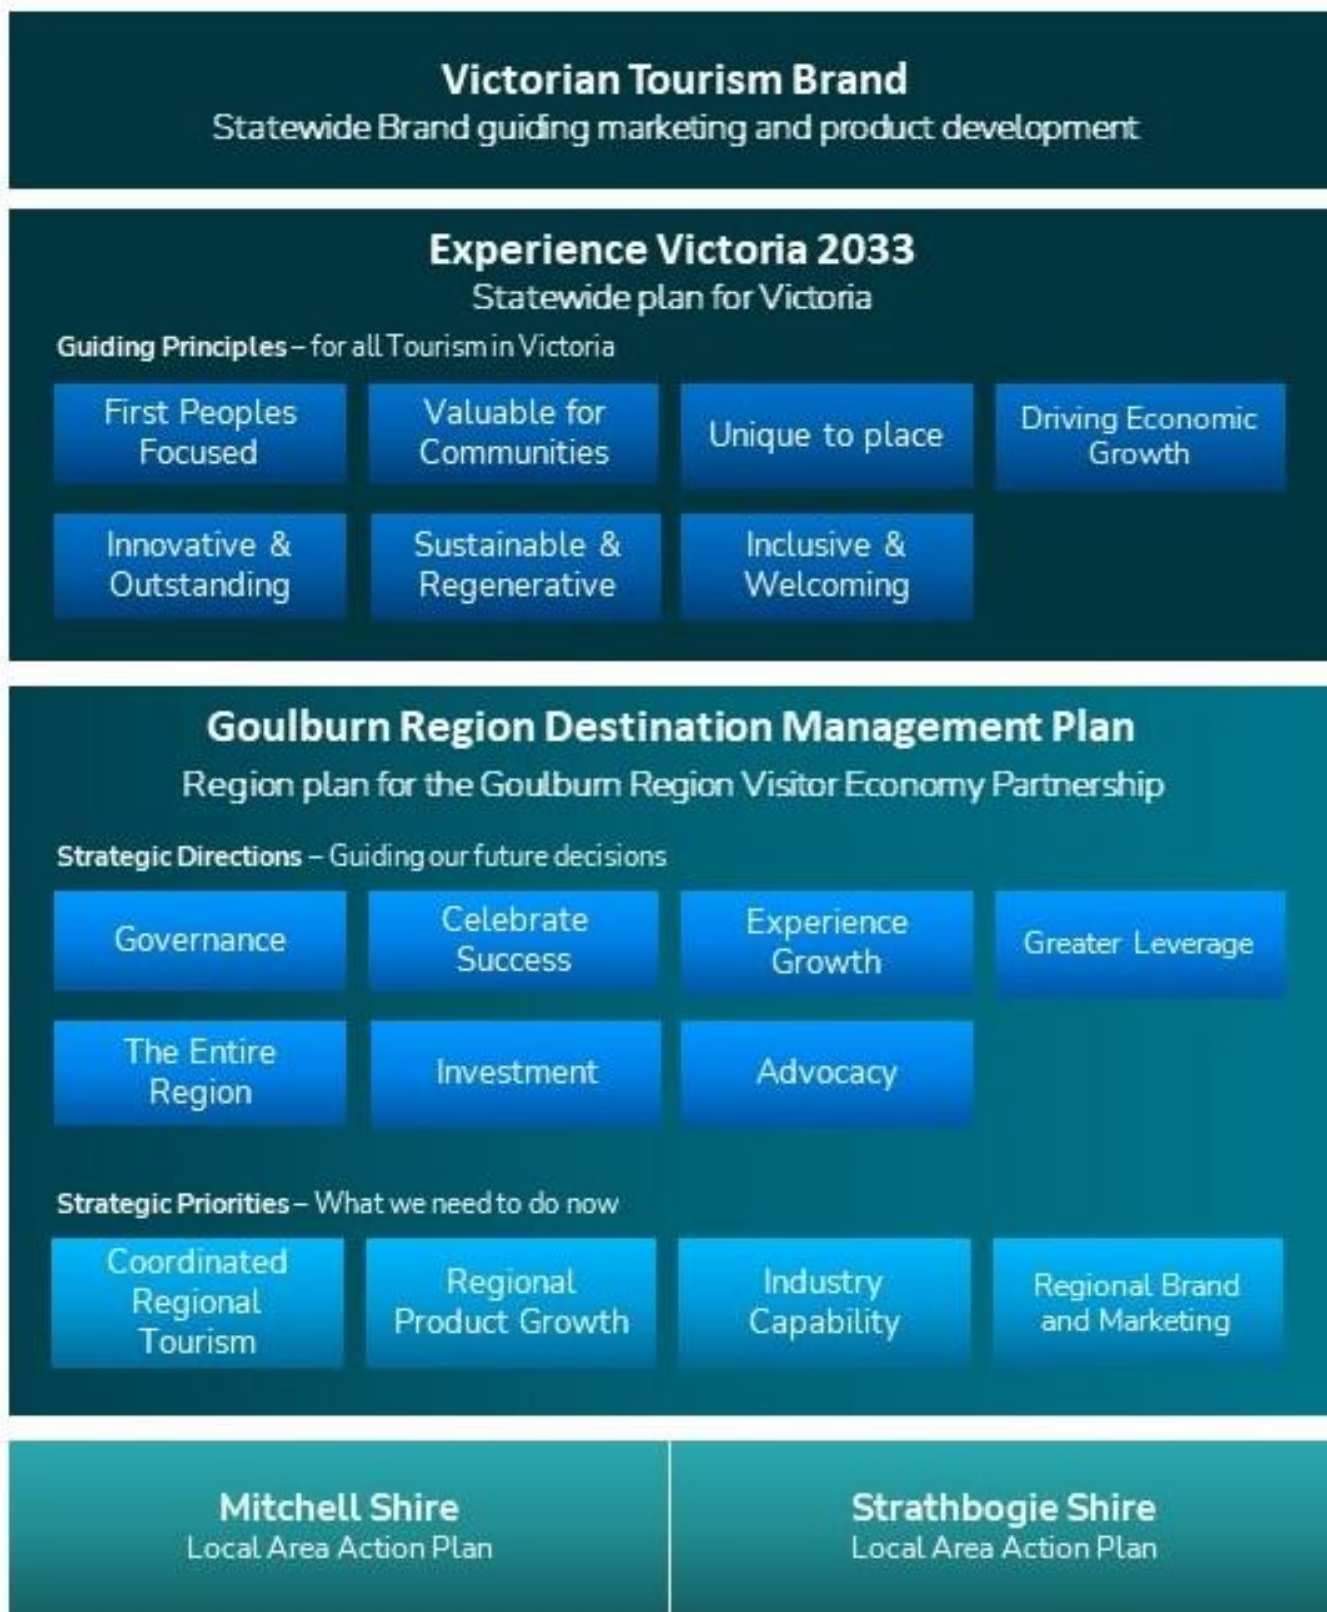 Victorian Tourism Brand
Statewide Brand guiding marketing and product development
Experience Victoria 2033
Statewide plan for Victoria
Guiding Principles – for all Tourism in Victoria
First Peoples
Focused
Valuable for
Communities
Unique to place
Driving Economic
Growth
Innovative &
Outstanding
Sustainable &
Regenerative
Inclusive &
Welcoming
Goulburn Region Destination Management Plan
Region plan for the Goulburn Region Visitor Economy Partnership
Strategic Directions – Guiding our future decisions
Governance
Celebrate
Success
Experience
Growth
Greater Leverage
The Entire
Region
Investment
Advocacy
Strategic Priorities – What we need to do now
Coordinated
Regional
Tourism
Regional
Product Growth
Industry
Capability
Regional Brand
and Marketing
Mitchell Shire
Local Area Action Plan
Strathbogie Shire
Local Area Action Plan